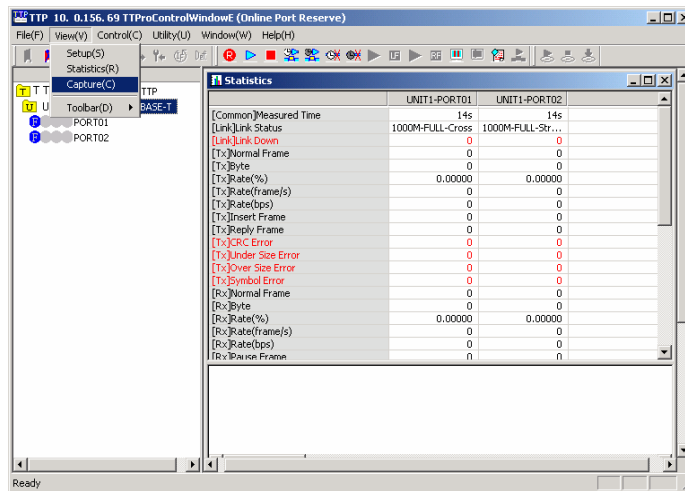 TTP 10. 0.156. 69 TTProControlWindowE (Online Port Reserve)
File(F) View(V) Control(C) Utility(U) Window(W) Help(H)
Setup(S)
Statistics(R)
Capture(C)
Toolbar(D)
T T
TTP
U
BASE-T
PORT01
PORT02
Statistics
UNIT1-PORT01 UNIT1-PORT02
[Common]Measured Time 14s 14s
[Link]Link Status 1000M-FULL-Cross 1000M-FULL-Str...
[Link]Link Down 0 0
[Tx]Normal Frame 0 0
[Tx]Byte 0 0
[Tx]Rate(%) 0.00000 0.00000
[Tx]Rate(frame/s) 0 0
[Tx]Rate(bps) 0 0
[Tx]Insert Frame 0 0
[Tx]Reply Frame 0 0
[Tx]CRC Error 0 0
[Tx]Under Size Error 0 0
[Tx]Over Size Error 0 0
[Tx]Symbol Error 0 0
[Rx]Normal Frame 0 0
[Rx]Byte 0 0
[Rx]Rate(%) 0.00000 0.00000
[Rx]Rate(frame/s) 0 0
[Rx]Rate(bps) 0 0
[Rx]Pause Frame 0 0
Ready